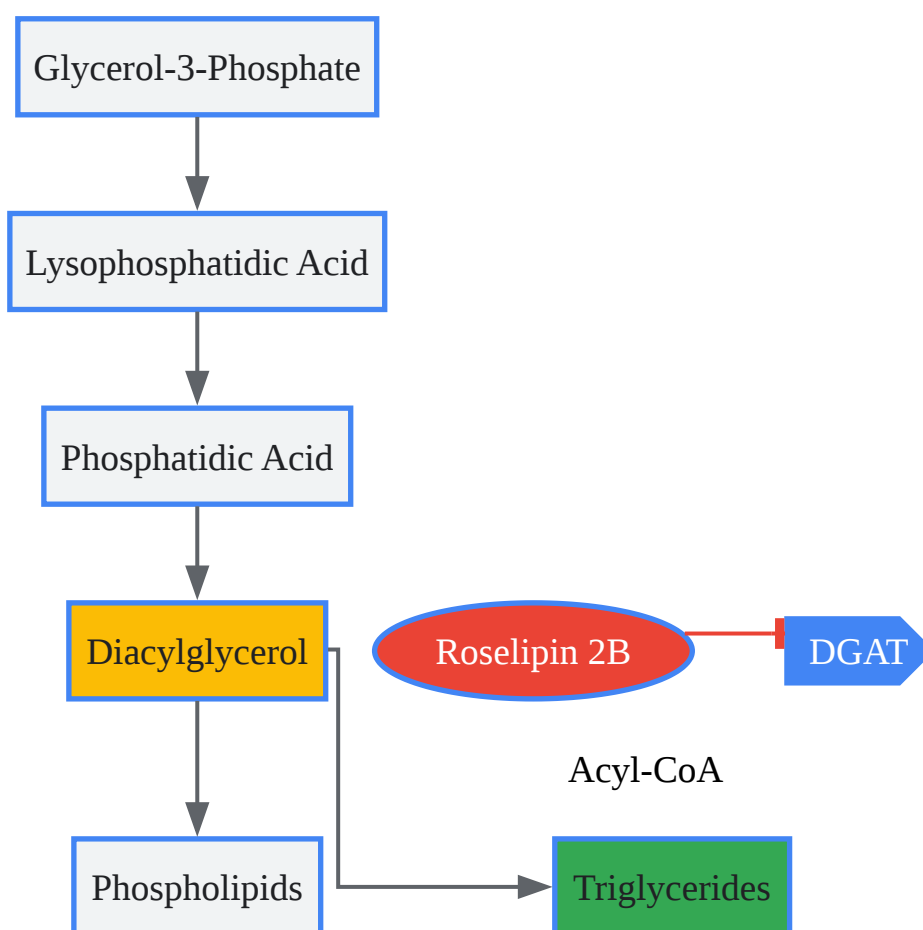 Glycerol-3-Phosphate
Lysophosphatidic Acid
Phosphatidic Acid
Diacylglycerol
Roselipin 2B
DGAT
Acyl-CoA
Phospholipids
Triglycerides